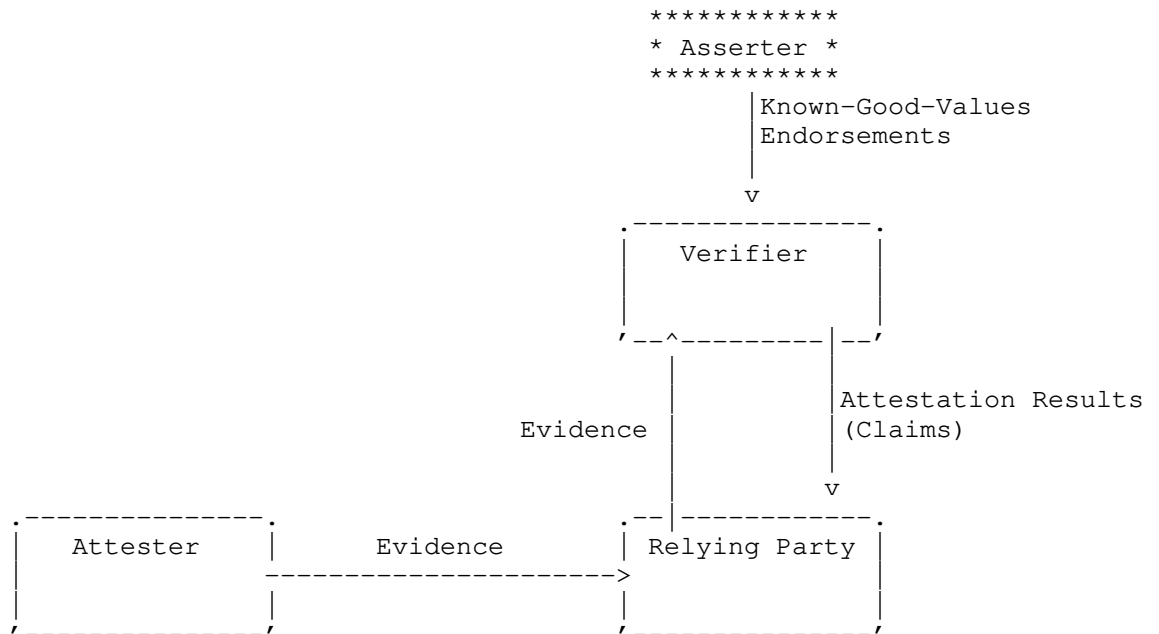 ************
* Asserter *
************
Known-Good-Values
Endorsements
Verifier
Attestation Results
Evidence
(Claims)
Attester
Evidence
Relying Party